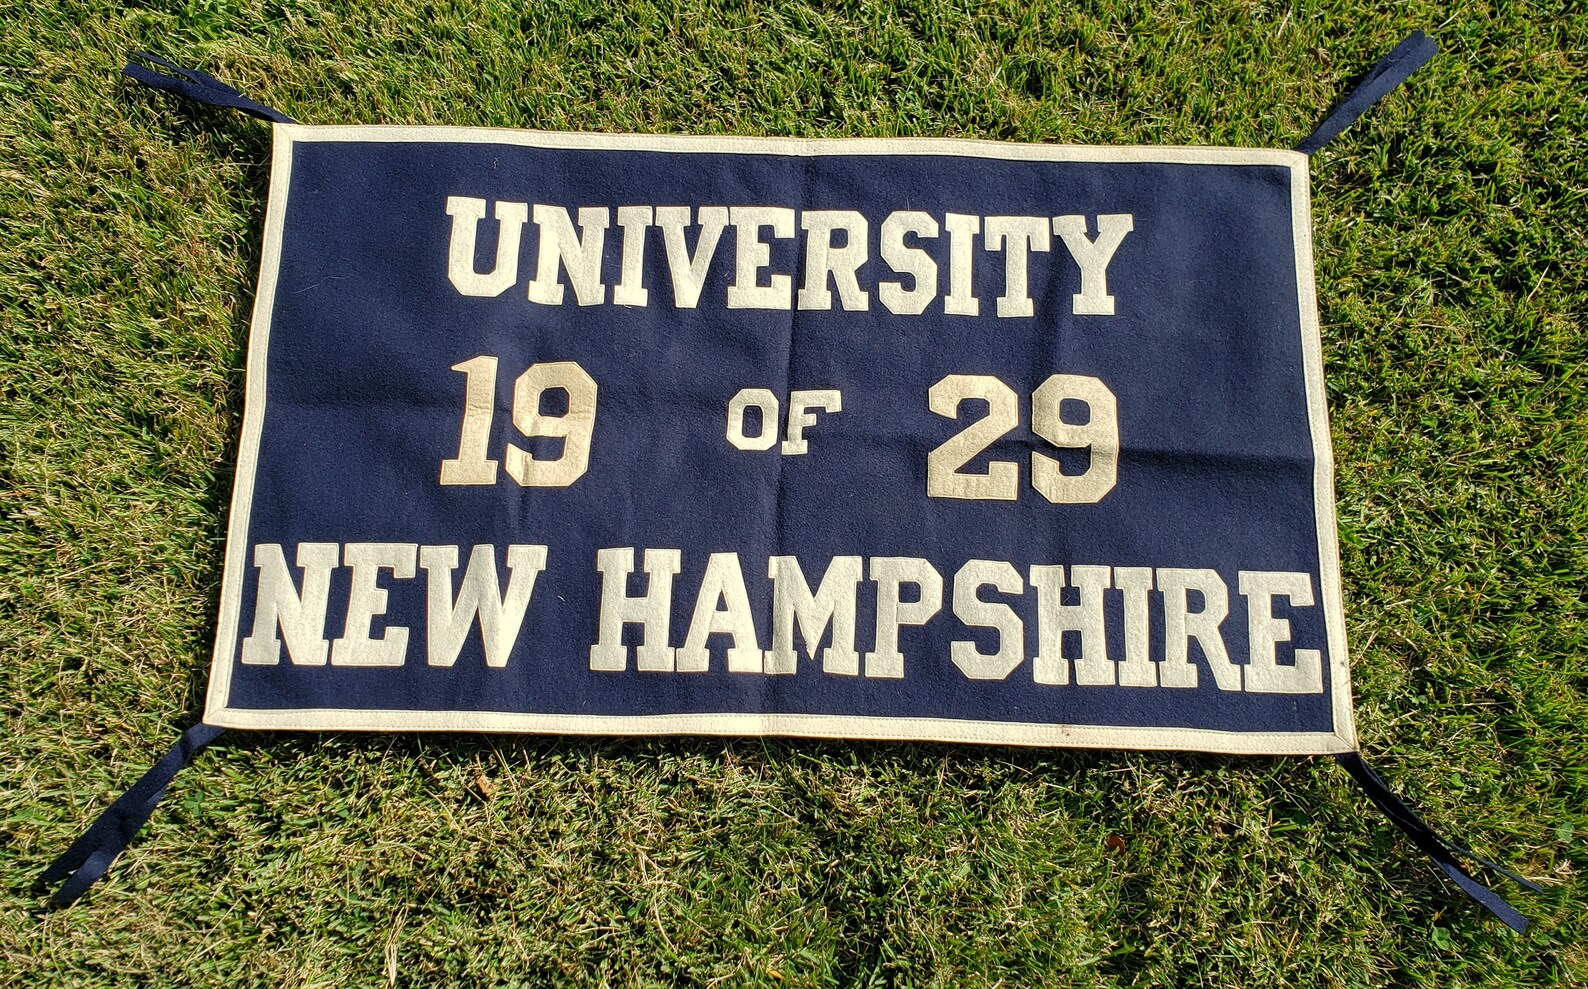 UNIVERSITY
19 OF 29
NEW HAMPSHIRE